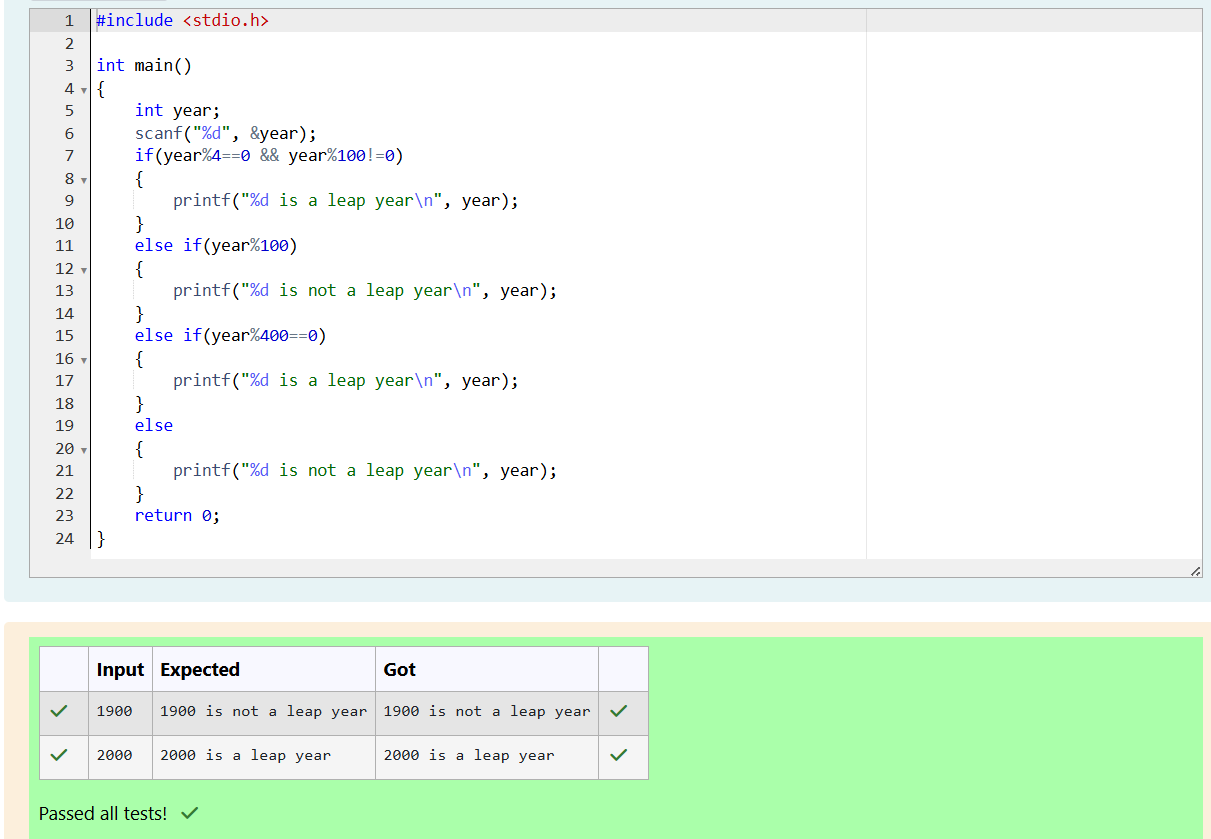 1 #include <stdio.h>
2
3 int main()
4 {
5     int year;
6     scanf("%d", &year);
7     if(year%4==0 && year%100!=0)
8     {
9         printf("%d is a leap year\n", year);
10     }
11     else if(year%100)
12     {
13         printf("%d is not a leap year\n", year);
14     }
15     else if(year%400==0)
16     {
17         printf("%d is a leap year\n", year);
18     }
19     else
20     {
21         printf("%d is not a leap year\n", year);
22     }
23     return 0;
24 }
Input Expected Got
1900 1900 is not a leap year 1900 is not a leap year
2000 2000 is a leap year 2000 is a leap year
Passed all tests!